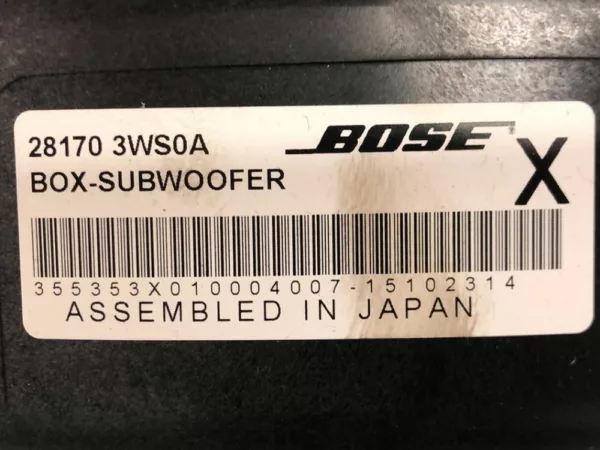 28170 3WS0A
BOSE
X
BOX-SUBWOOFER
355353X010004007-15102314
ASSEMBLED IN JAPAN